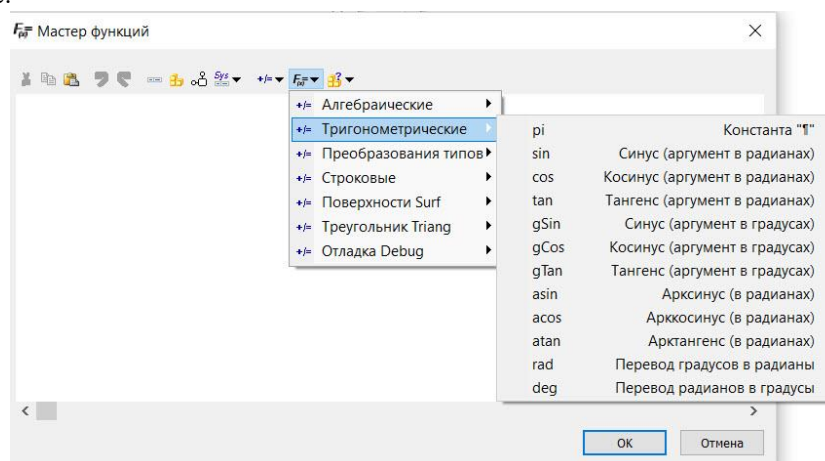 Fx= Мастер функций
Sys +/= Fx=
+/= Алгебраические
+/= Тригонометрические
+/= Преобразования типов
+/= Строковые
+/= Поверхности Surf
+/= Треугольник Triang
+/= Отладка Debug
pi Константа "¶"
sin Синус (аргумент в радианах)
cos Косинус (аргумент в радианах)
tan Тангенс (аргумент в радианах)
gSin Синус (аргумент в градусах)
gCos Косинус (аргумент в градусах)
gTan Тангенс (аргумент в градусах)
asin Арксинус (в радианах)
acos Арккосинус (в радианах)
atan Арктангенс (в радианах)
rad Перевод градусов в радианы
deg Перевод радианов в градусы
OK Отмена